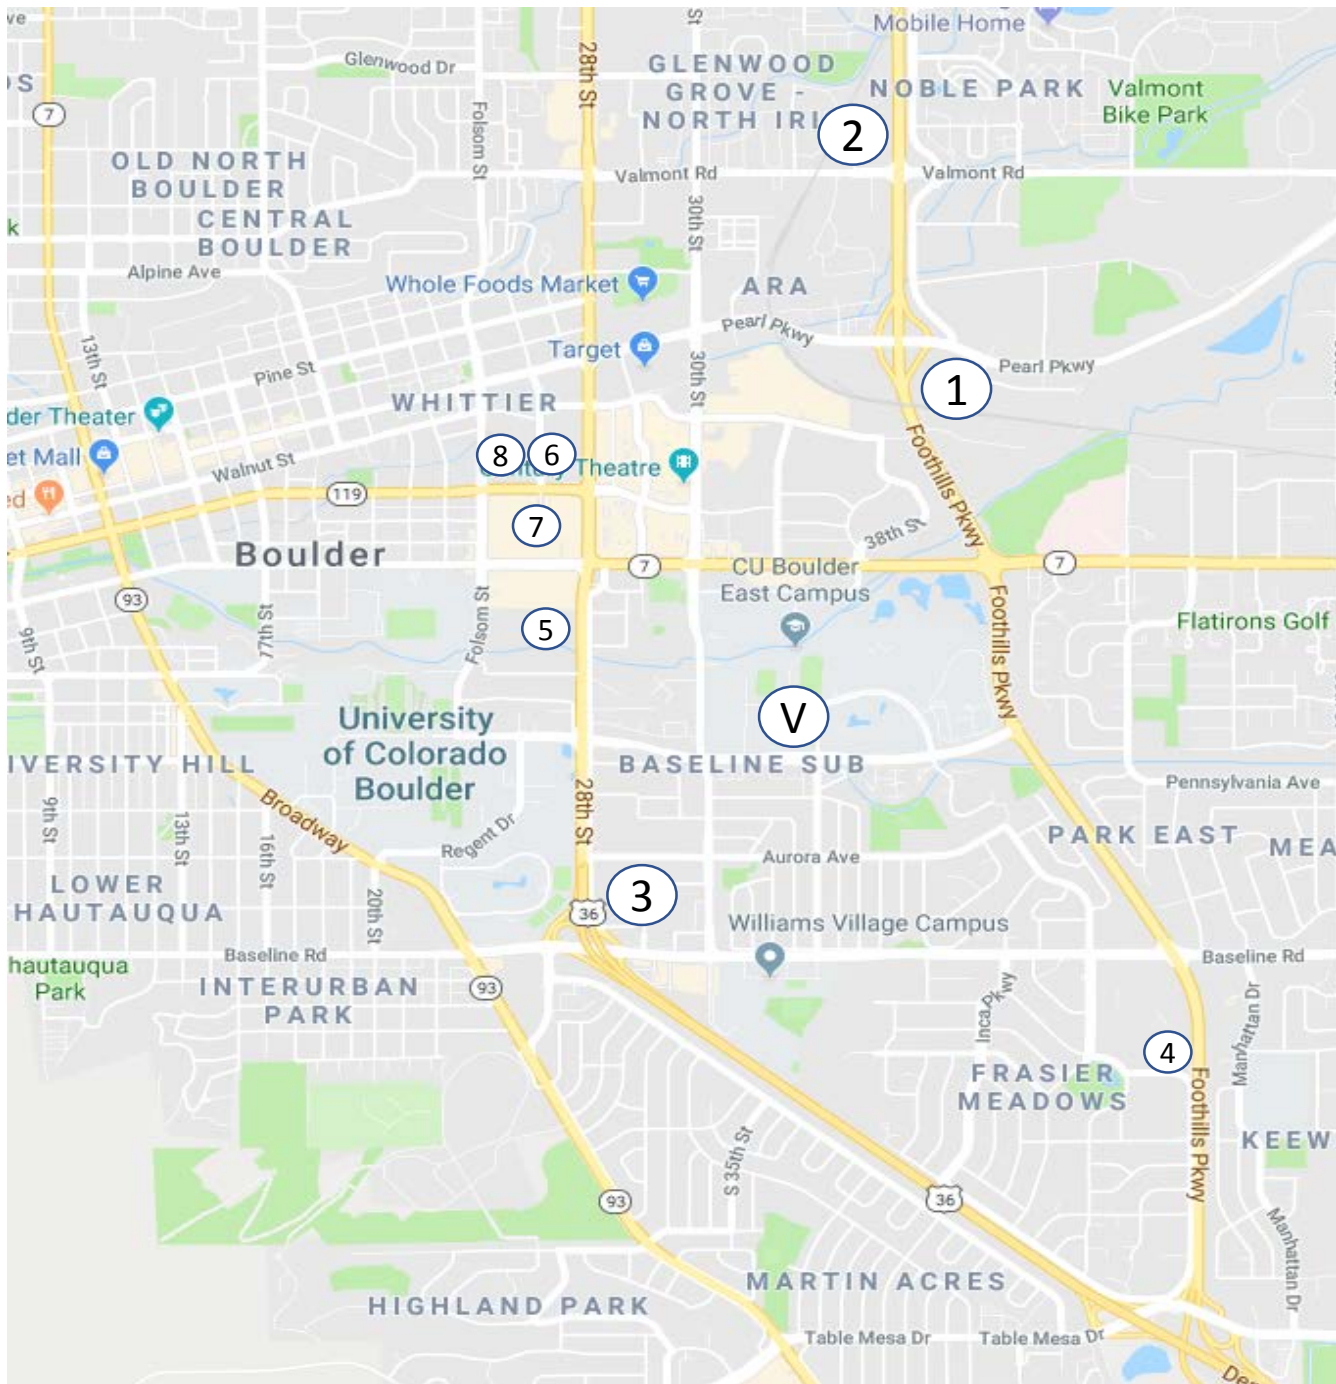 ve
Mobile Home
St
Glenwood Dr
28th St
GLENWOOD
GROVE -
NORTH IRI
NOBLE PARK
Valmont
Bike Park
DS
7
Folsom St
2
OLD NORTH
BOULDER
CENTRAL
BOULDER
Valmont Rd
Valmont Rd
30th St
k
Alpine Ave
Whole Foods Market
ARA
Pearl Pkwy
Target
Pearl Pkwy
13th St
Pine St
30th St
1
WHITTIER
der Theater
et Mall
Walnut St
8
6
Theatre
Foothills Pkwy
ed
119
7
38th St
Boulder
7
CU Boulder
East Campus
7
93
77th St
Folsom St
5
Foothills Pkwy
Flatirons Golf
9th St
University
of Colorado
Boulder
V
IVERSITY HILL
BASELINE SUB
Pennsylvania Ave
28th St
9th St
13th St
Broadway
16th St
Regent Dr
Aurora Ave
PARK EAST
MEA
LOWER
HAUTAUQUA
20th St
3
36
Williams Village Campus
Baseline Rd
Baseline Rd
hautauqua
Park
INTERURBAN
PARK
93
Inca Pkwy
Manhattan Dr
4
FRASIER
MEADOWS
Foothills Pkwy
KEEW
S 35th St
93
36
Manhattan Dr
MARTIN ACRES
HIGHLAND PARK
Table Mesa Dr
Table Mesa Dr
Den